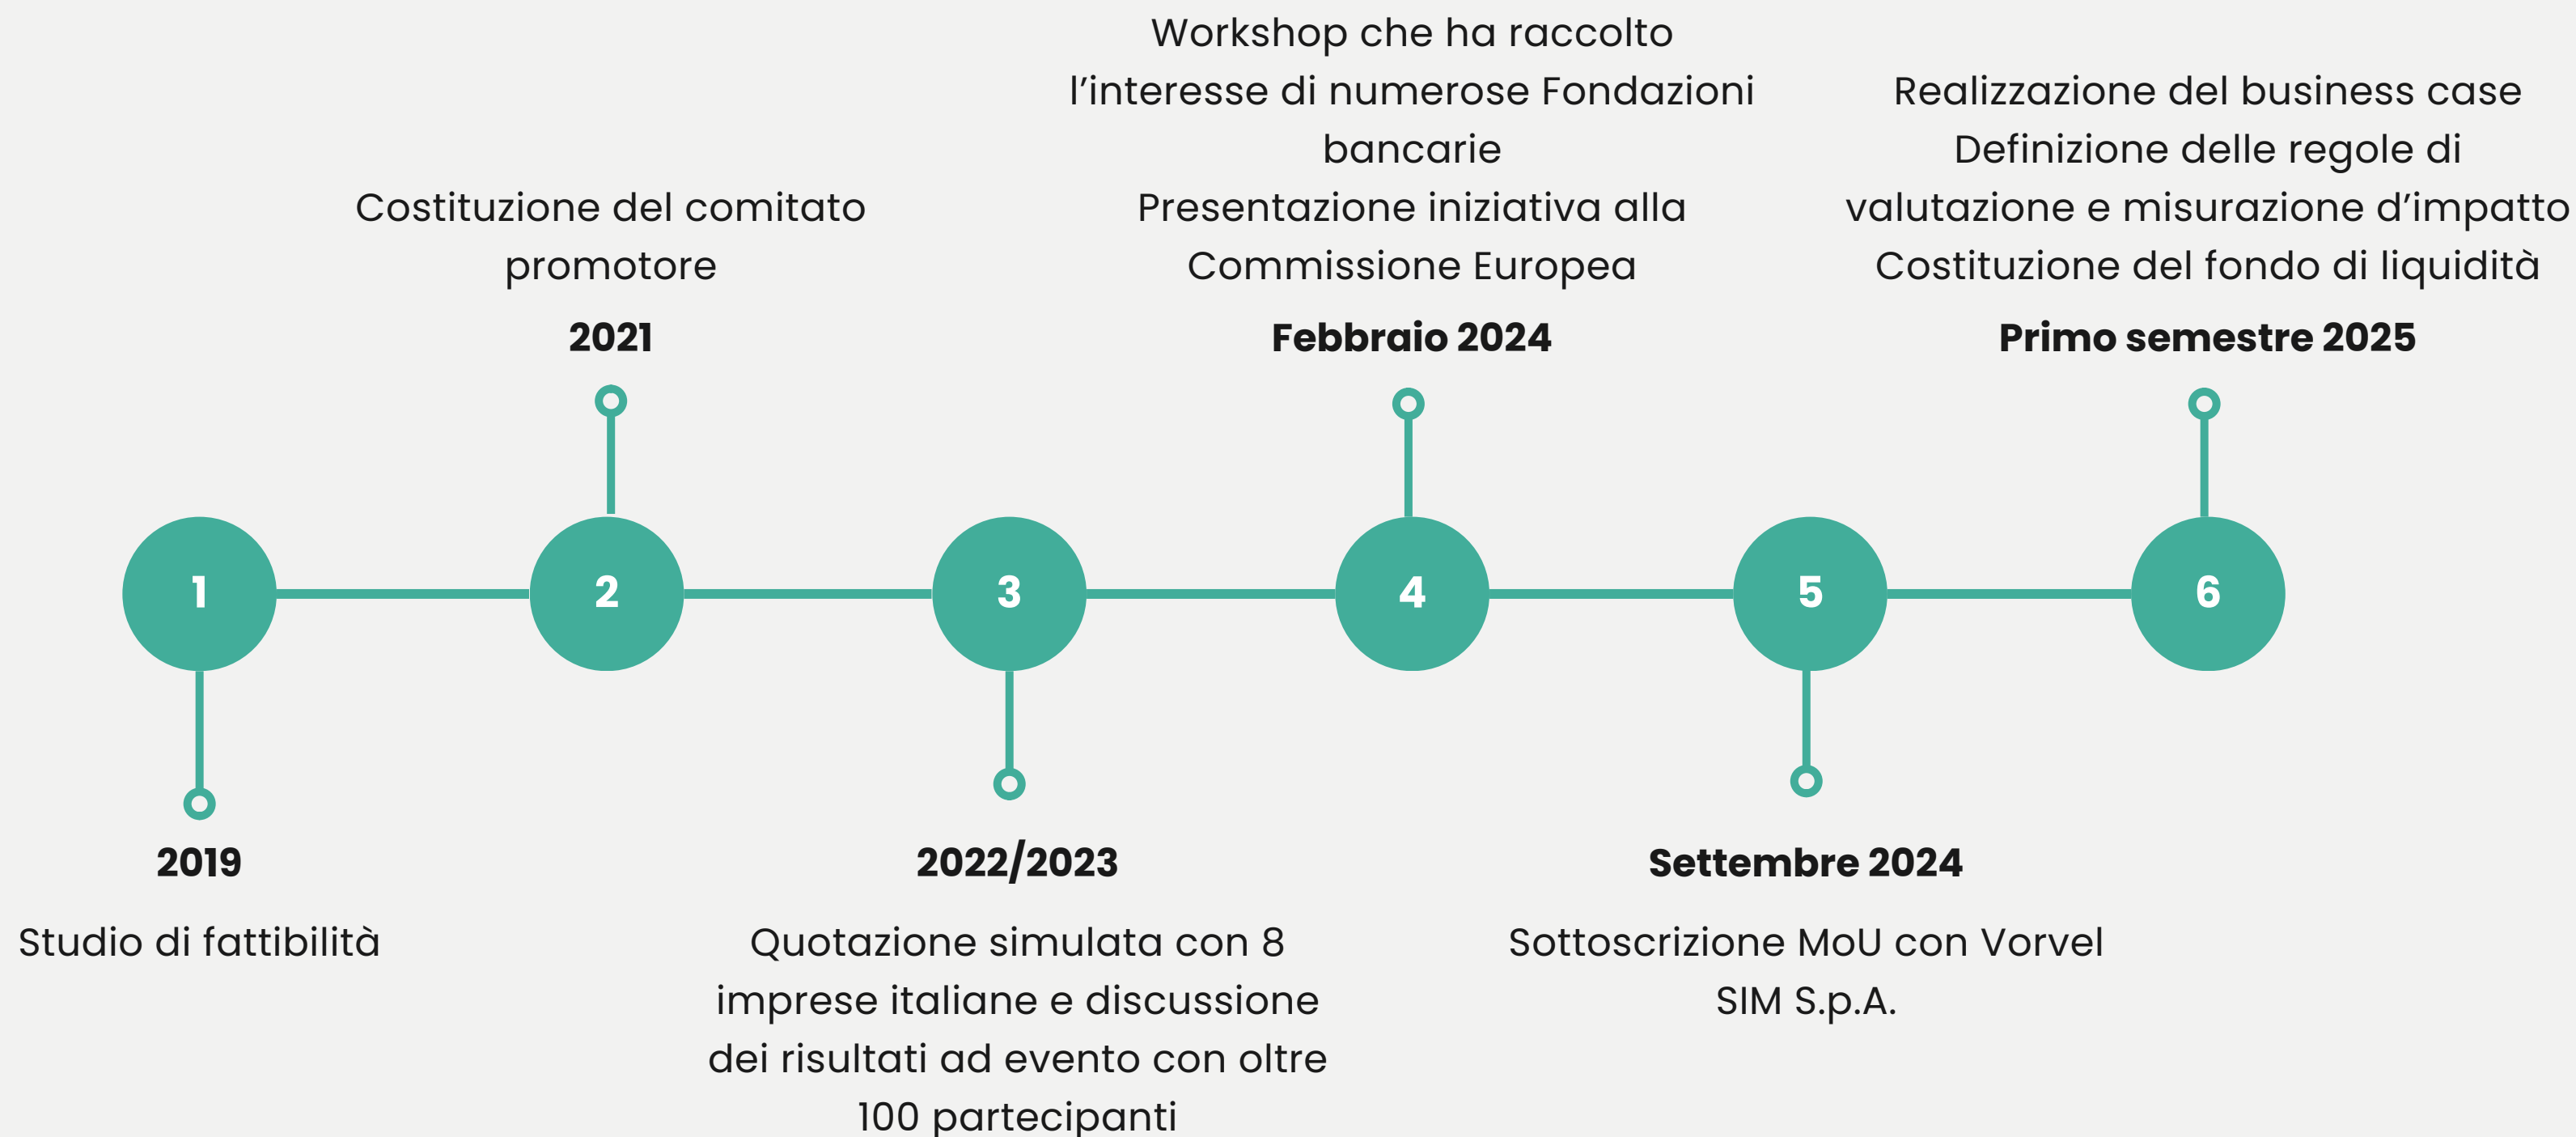 1
2019
Studio di fattibilità
Costituzione del comitato
promotore
2021
2
3
2022/2023
Quotazione simulata con 8
imprese italiane e discussione
dei risultati ad evento con oltre
100 partecipanti
Workshop che ha raccolto
l’interesse di numerose Fondazioni
bancarie
Presentazione iniziativa alla
Commissione Europea
Febbraio 2024
4
5
Settembre 2024
Sottoscrizione MoU con Vorvel
SIM S.p.A.
Realizzazione del business case
Definizione delle regole di
valutazione e misurazione d’impatto
Costituzione del fondo di liquidità
Primo semestre 2025
6